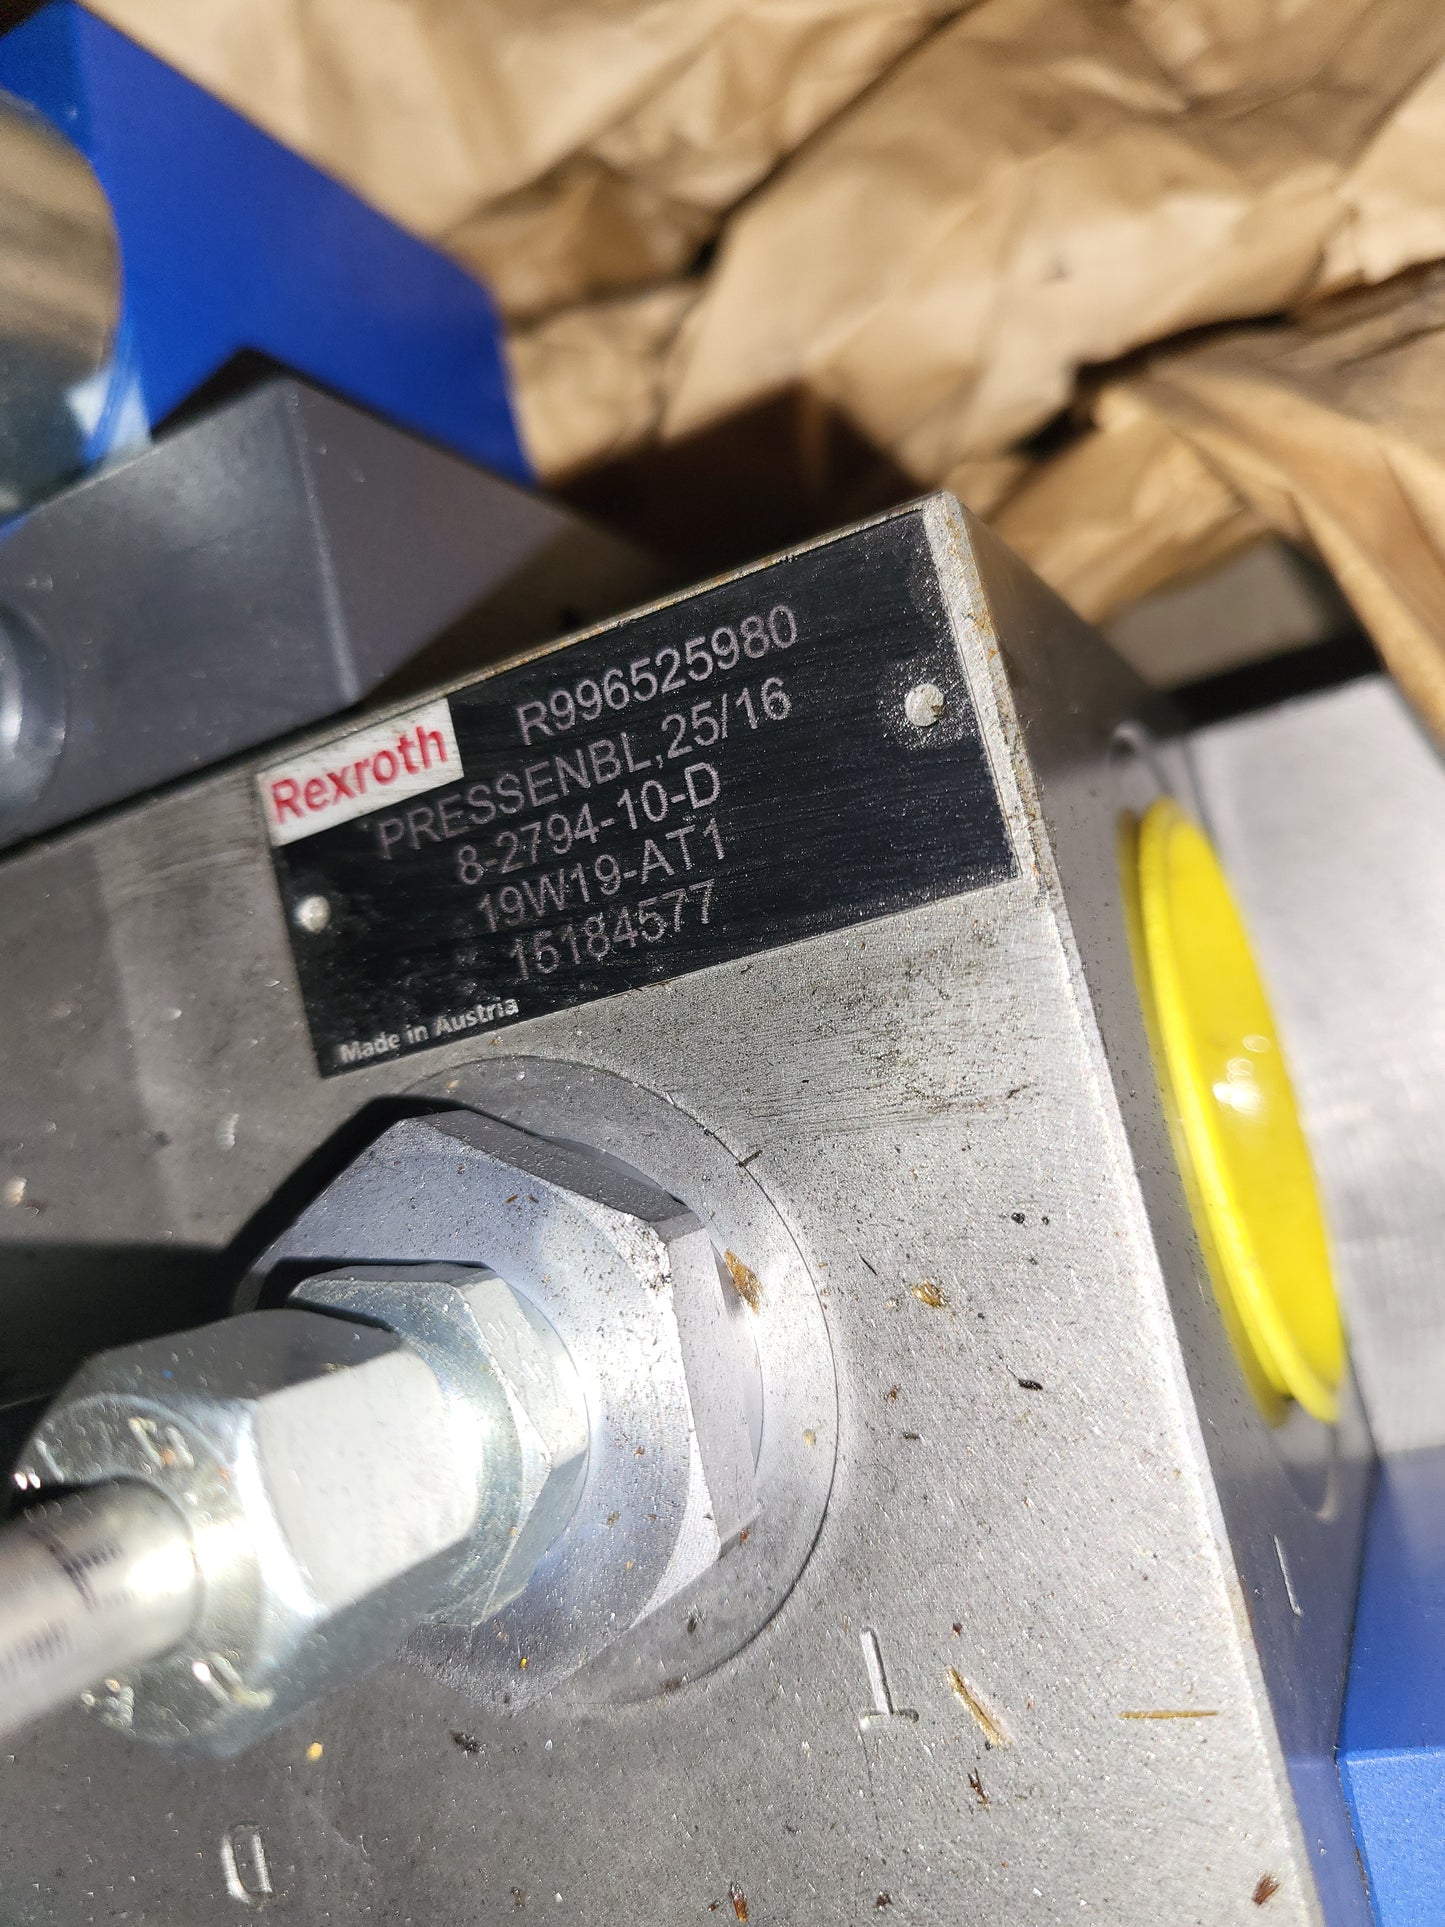 Rexroth
R996525980
PRESSENBL,25/16
8-2794-10-D
19W19-AT1
15184577
Made in Austria
T
D